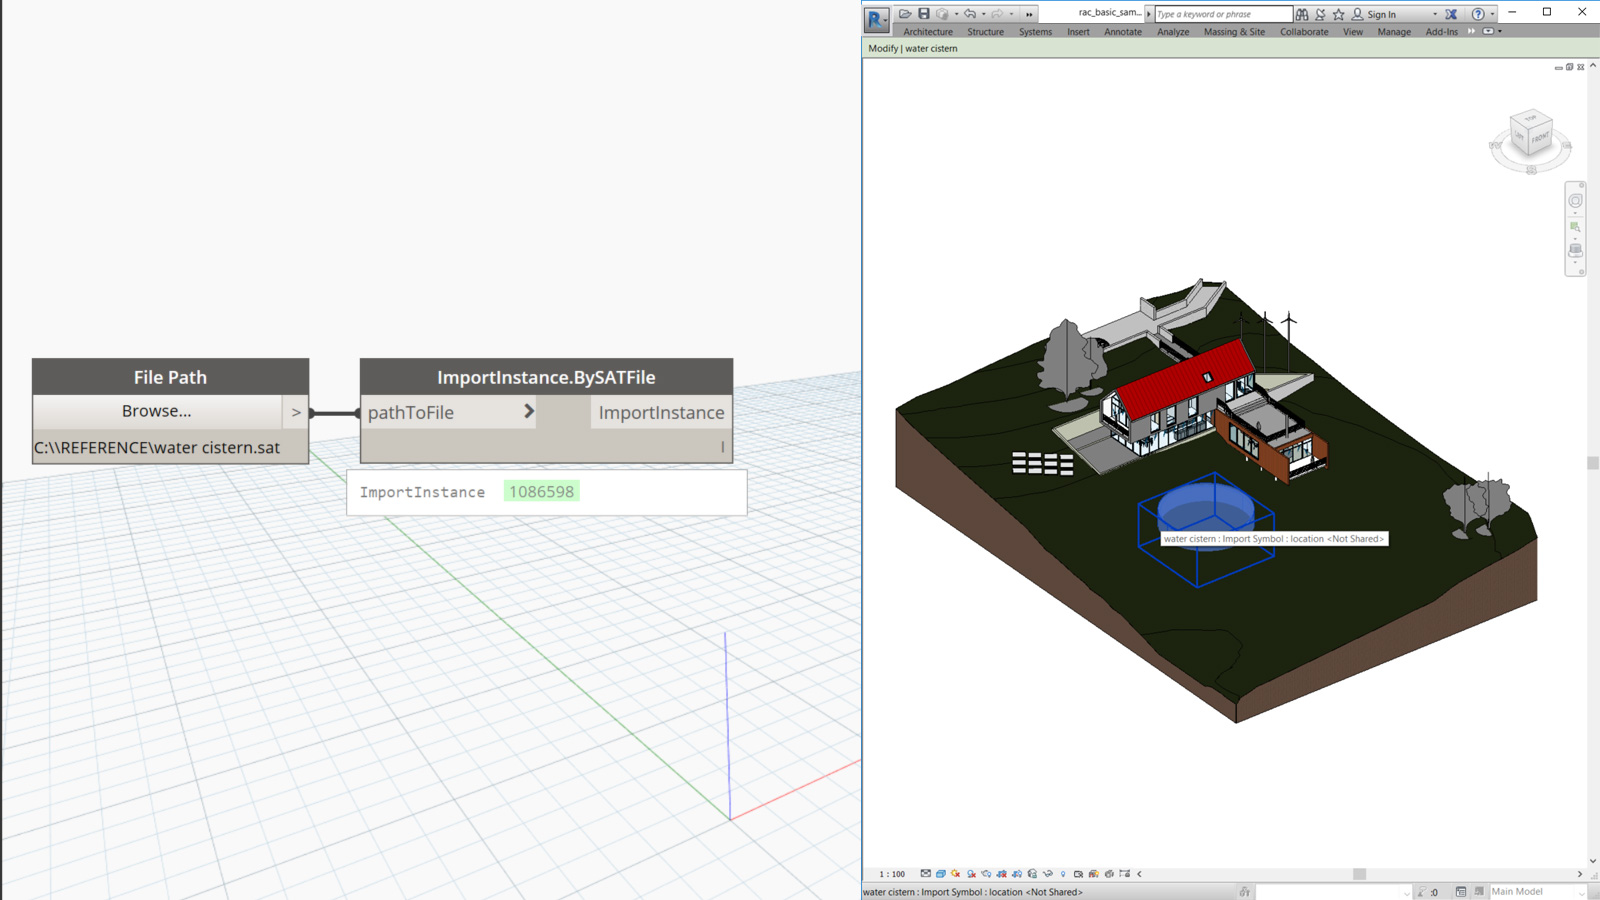 File Path
Browse...
>
C:\\REFERENCE\water cistern.sat
ImportInstance.BySATFile
pathToFile
ImportInstance
ImportInstance 1086598
rac_basic_sam...
Type a keyword or phrase
Sign In
Architecture Structure Systems Insert Annotate Analyze Massing & Site Collaborate View Manage Add-Ins
Modify | water cistern
TOP
FRONT
water cistern : Import Symbol : location <Not Shared>
1 : 100
water cistern : Import Symbol : location <Not Shared>
:0
Main Model